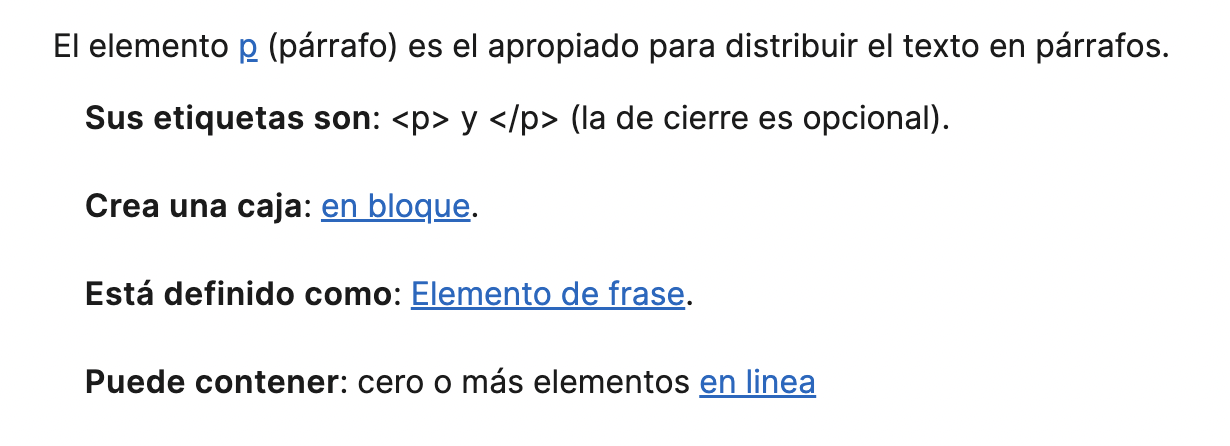 El elemento p (párrafo) es el apropiado para distribuir el texto en párrafos.
Sus etiquetas son: <p> y </p> (la de cierre es opcional).
Crea una caja: en bloque.
Está definido como: Elemento de frase.
Puede contener: cero o más elementos en linea